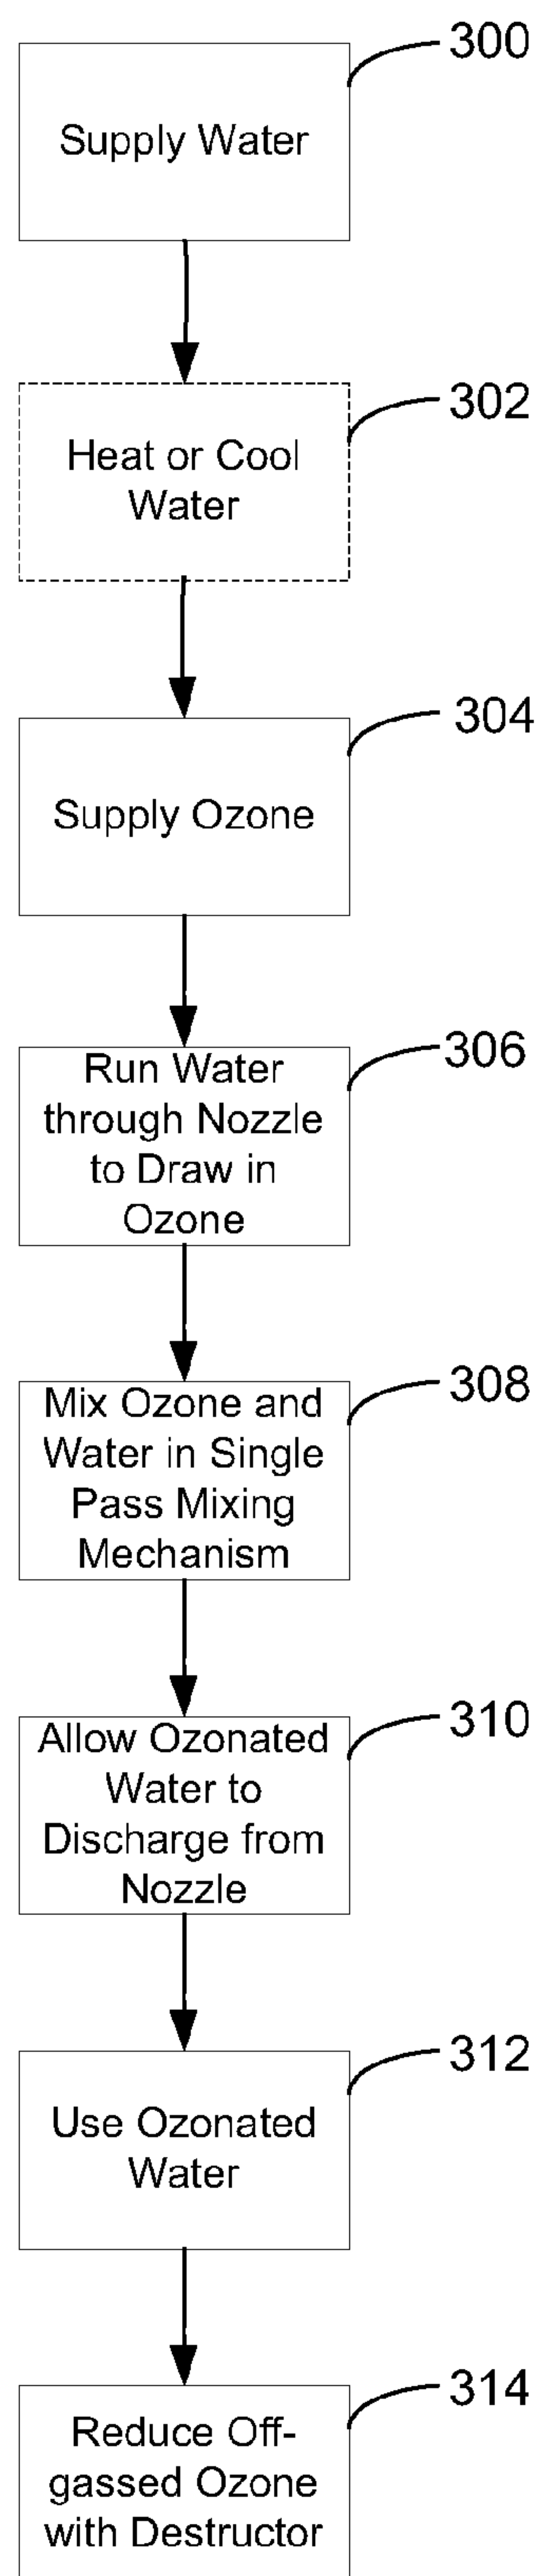 300
Supply Water
302
Heat or Cool
Water
304
Supply Ozone
306
Run Water
through Nozzle
to Draw in
Ozone
308
Mix Ozone and
Water in Single
Pass Mixing
Mechanism
310
Allow Ozonated
Water to
Discharge from
Nozzle
312
Use Ozonated
Water
314
Reduce Off-
gassed Ozone
with Destructor